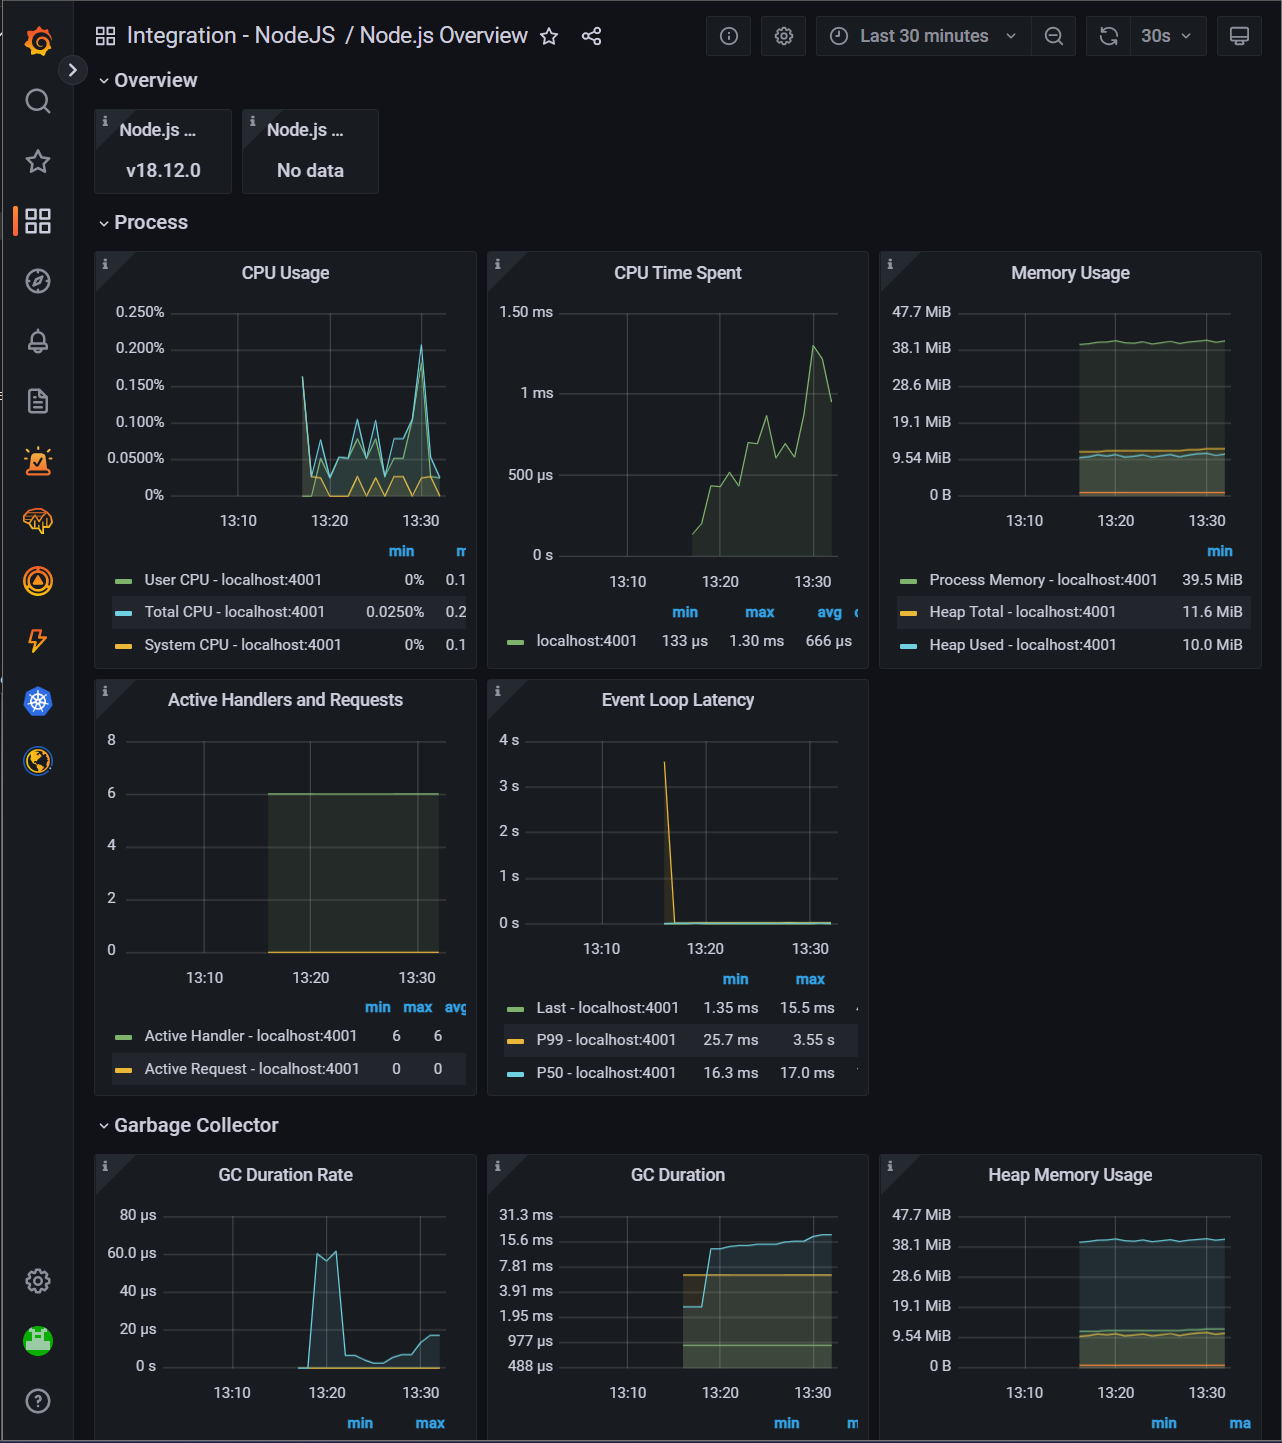 Integration - NodeJS / Node.js Overview
Last 30 minutes
30s
Overview
Node.js ...
v18.12.0
Node.js ...
No data
Process
CPU Usage
0.250%
0.200%
0.150%
0.100%
0.0500%
0%
13:10 13:20 13:30
min
User CPU - localhost:4001 0% 0.1
Total CPU - localhost:4001 0.0250% 0.2
System CPU - localhost:4001 0% 0.1
CPU Time Spent
1.50 ms
1 ms
500 µs
0 s
13:10 13:20 13:30
min max avg
localhost:4001 133 µs 1.30 ms 666 µs
Memory Usage
47.7 MiB
38.1 MiB
28.6 MiB
19.1 MiB
9.54 MiB
0 B
13:10 13:20 13:30
min
Process Memory - localhost:4001 39.5 MiB
Heap Total - localhost:4001 11.6 MiB
Heap Used - localhost:4001 10.0 MiB
Active Handlers and Requests
8
6
4
2
0
13:10 13:20 13:30
min max avg
Active Handler - localhost:4001 6 6
Active Request - localhost:4001 0 0
Event Loop Latency
4 s
3 s
2 s
1 s
0 s
13:10 13:20 13:30
min max
Last - localhost:4001 1.35 ms 15.5 ms
P99 - localhost:4001 25.7 ms 3.55 s
P50 - localhost:4001 16.3 ms 17.0 ms
Garbage Collector
GC Duration Rate
80 µs
60.0 µs
40 µs
20 µs
0 s
13:10 13:20 13:30
min max
GC Duration
31.3 ms
15.6 ms
7.81 ms
3.91 ms
1.95 ms
977 µs
488 µs
13:10 13:20 13:30
min m
Heap Memory Usage
47.7 MiB
38.1 MiB
28.6 MiB
19.1 MiB
9.54 MiB
0 B
13:10 13:20 13:30
min ma